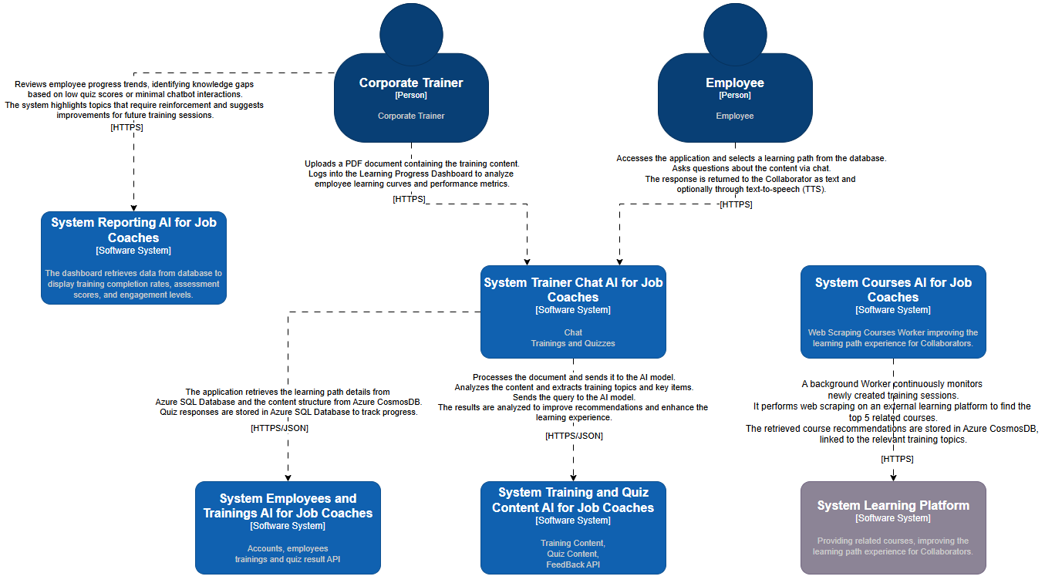 Corporate Trainer
[Person]
Corporate Trainer
Employee
[Person]
Employee
Reviews employee progress trends, identifying knowledge gaps
based on low quiz scores or minimal chatbot interactions.
The system highlights topics that require reinforcement and suggests
improvements for future training sessions.
[HTTPS]
Uploads a PDF document containing the training content.
Logs into the Learning Progress Dashboard to analyze
employee learning curves and performance metrics.
[HTTPS]
Accesses the application and selects a learning path from the database.
Asks questions about the content via chat.
The response is returned to the Collaborator as text and
optionally through text-to-speech (TTS).
[HTTPS]
System Reporting AI for Job
Coaches
[Software System]
The dashboard retrieves data from database to
display training completion rates, assessment
scores, and engagement levels.
System Trainer Chat AI for Job
Coaches
[Software System]
Chat
Trainings and Quizzes
System Courses AI for Job
Coaches
[Software System]
Web Scraping Courses Worker improving the
learning path experience for Collaborators.
The application retrieves the learning path details from
Azure SQL Database and the content structure from Azure CosmosDB.
Quiz responses are stored in Azure SQL Database to track progress.
[HTTPS/JSON]
Processes the document and sends it to the AI model.
Analyzes the content and extracts training topics and key items.
Sends the query to the AI model.
The results are analyzed to improve recommendations and enhance the
learning experience.
[HTTPS/JSON]
A background Worker continuously monitors
newly created training sessions.
It performs web scraping on an external learning platform to find the
top 5 related courses.
The retrieved course recommendations are stored in Azure CosmosDB,
linked to the relevant training topics.
[HTTPS]
System Employees and
Trainings AI for Job Coaches
[Software System]
Accounts, employees
trainings and quiz result API
System Training and Quiz
Content AI for Job Coaches
[Software System]
Training Content,
Quiz Content,
FeedBack API
System Learning Platform
[Software System]
Providing related courses, improving the
learning path experience for Collaborators.